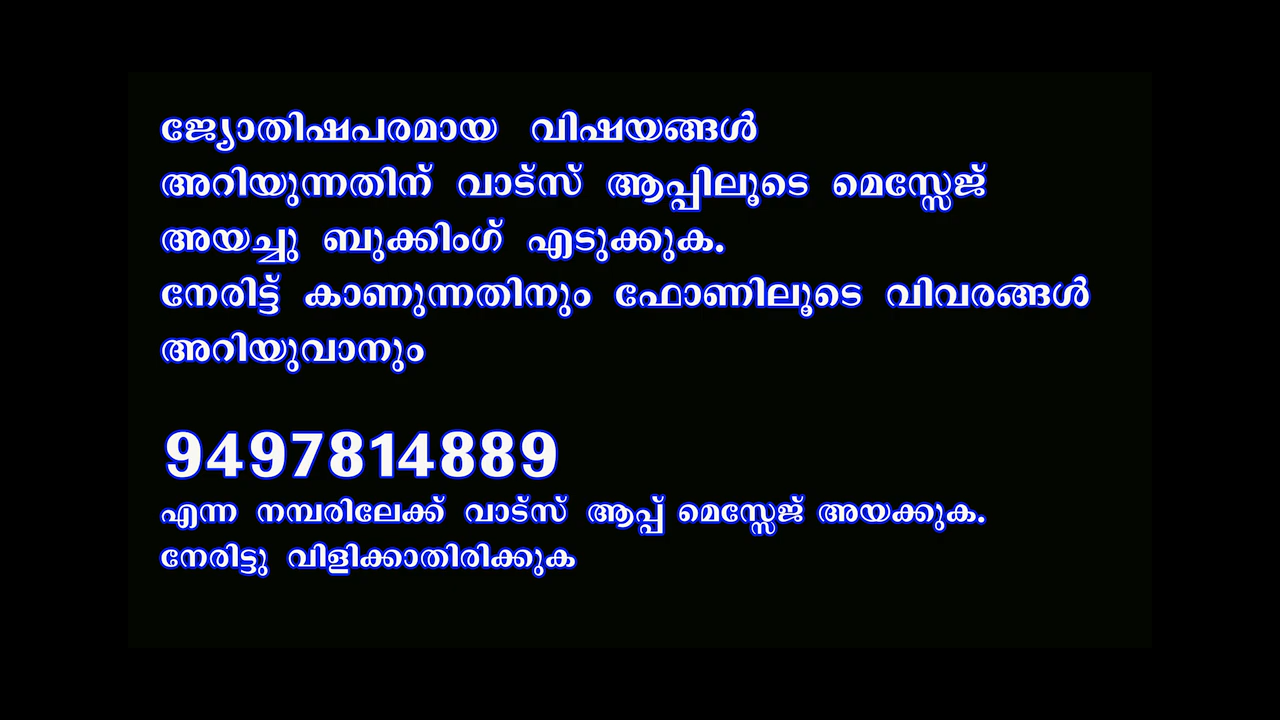 ജ്യോതിഷപരമായ വിഷയങ്ങൾ
അറിയുന്നതിന് വാട്സ് ആപ്പിലൂടെ മെസ്സേജ്
അയച്ചു ബുക്കിംഗ് എടുക്കുക.
നേരിട്ട് കാണുന്നതിനും ഫോണിലൂടെ വിവരങ്ങൾ
അറിയുവാനും
9497814889
എന്ന നമ്പരിലേക്ക് വാട്സ് ആപ്പ് മെസ്സേജ് അയക്കുക.
നേരിട്ടു വിളിക്കാതിരിക്കുക